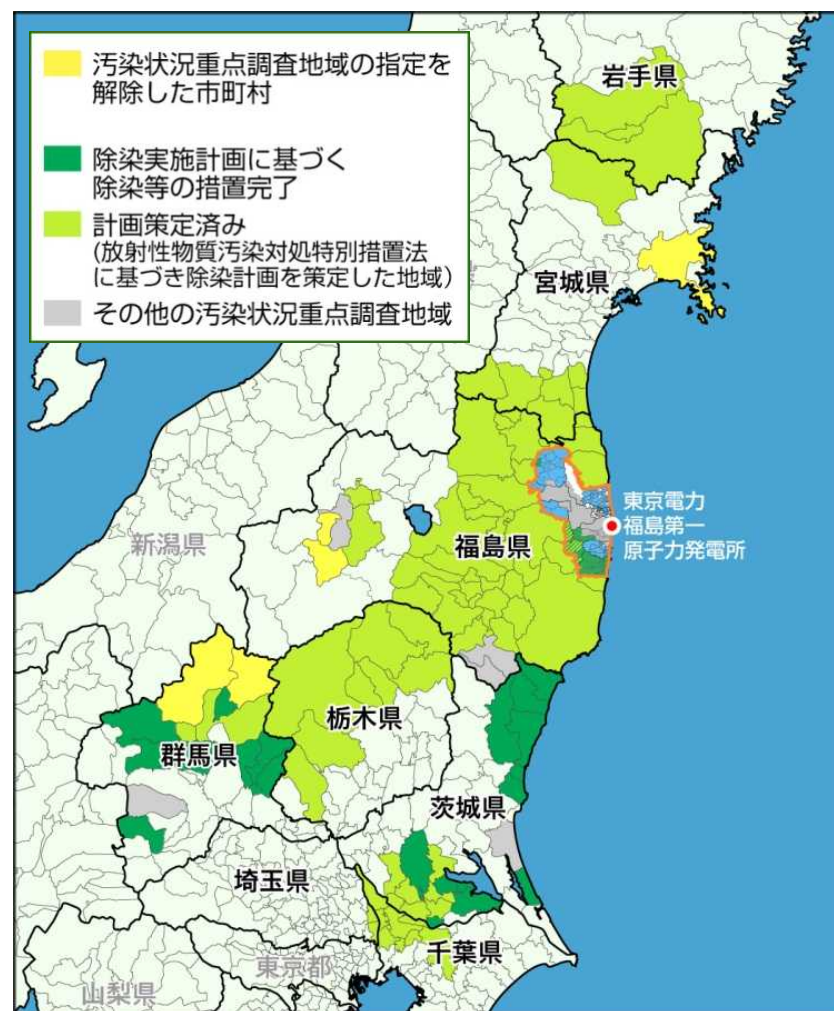 汚染状況重点調査地域の指定を
解除した市町村
除染実施計画に基づく
除染等の措置完了
計画策定済み
(放射性物質汚染対処特別措置法
に基づき除染計画を策定した地域)
その他の汚染状況重点調査地域
岩手県
宮城県
東京電力
福島第一
原子力発電所
新潟県
福島県
栃木県
群馬県
茨城県
埼玉県
千葉県
東京都
山梨県